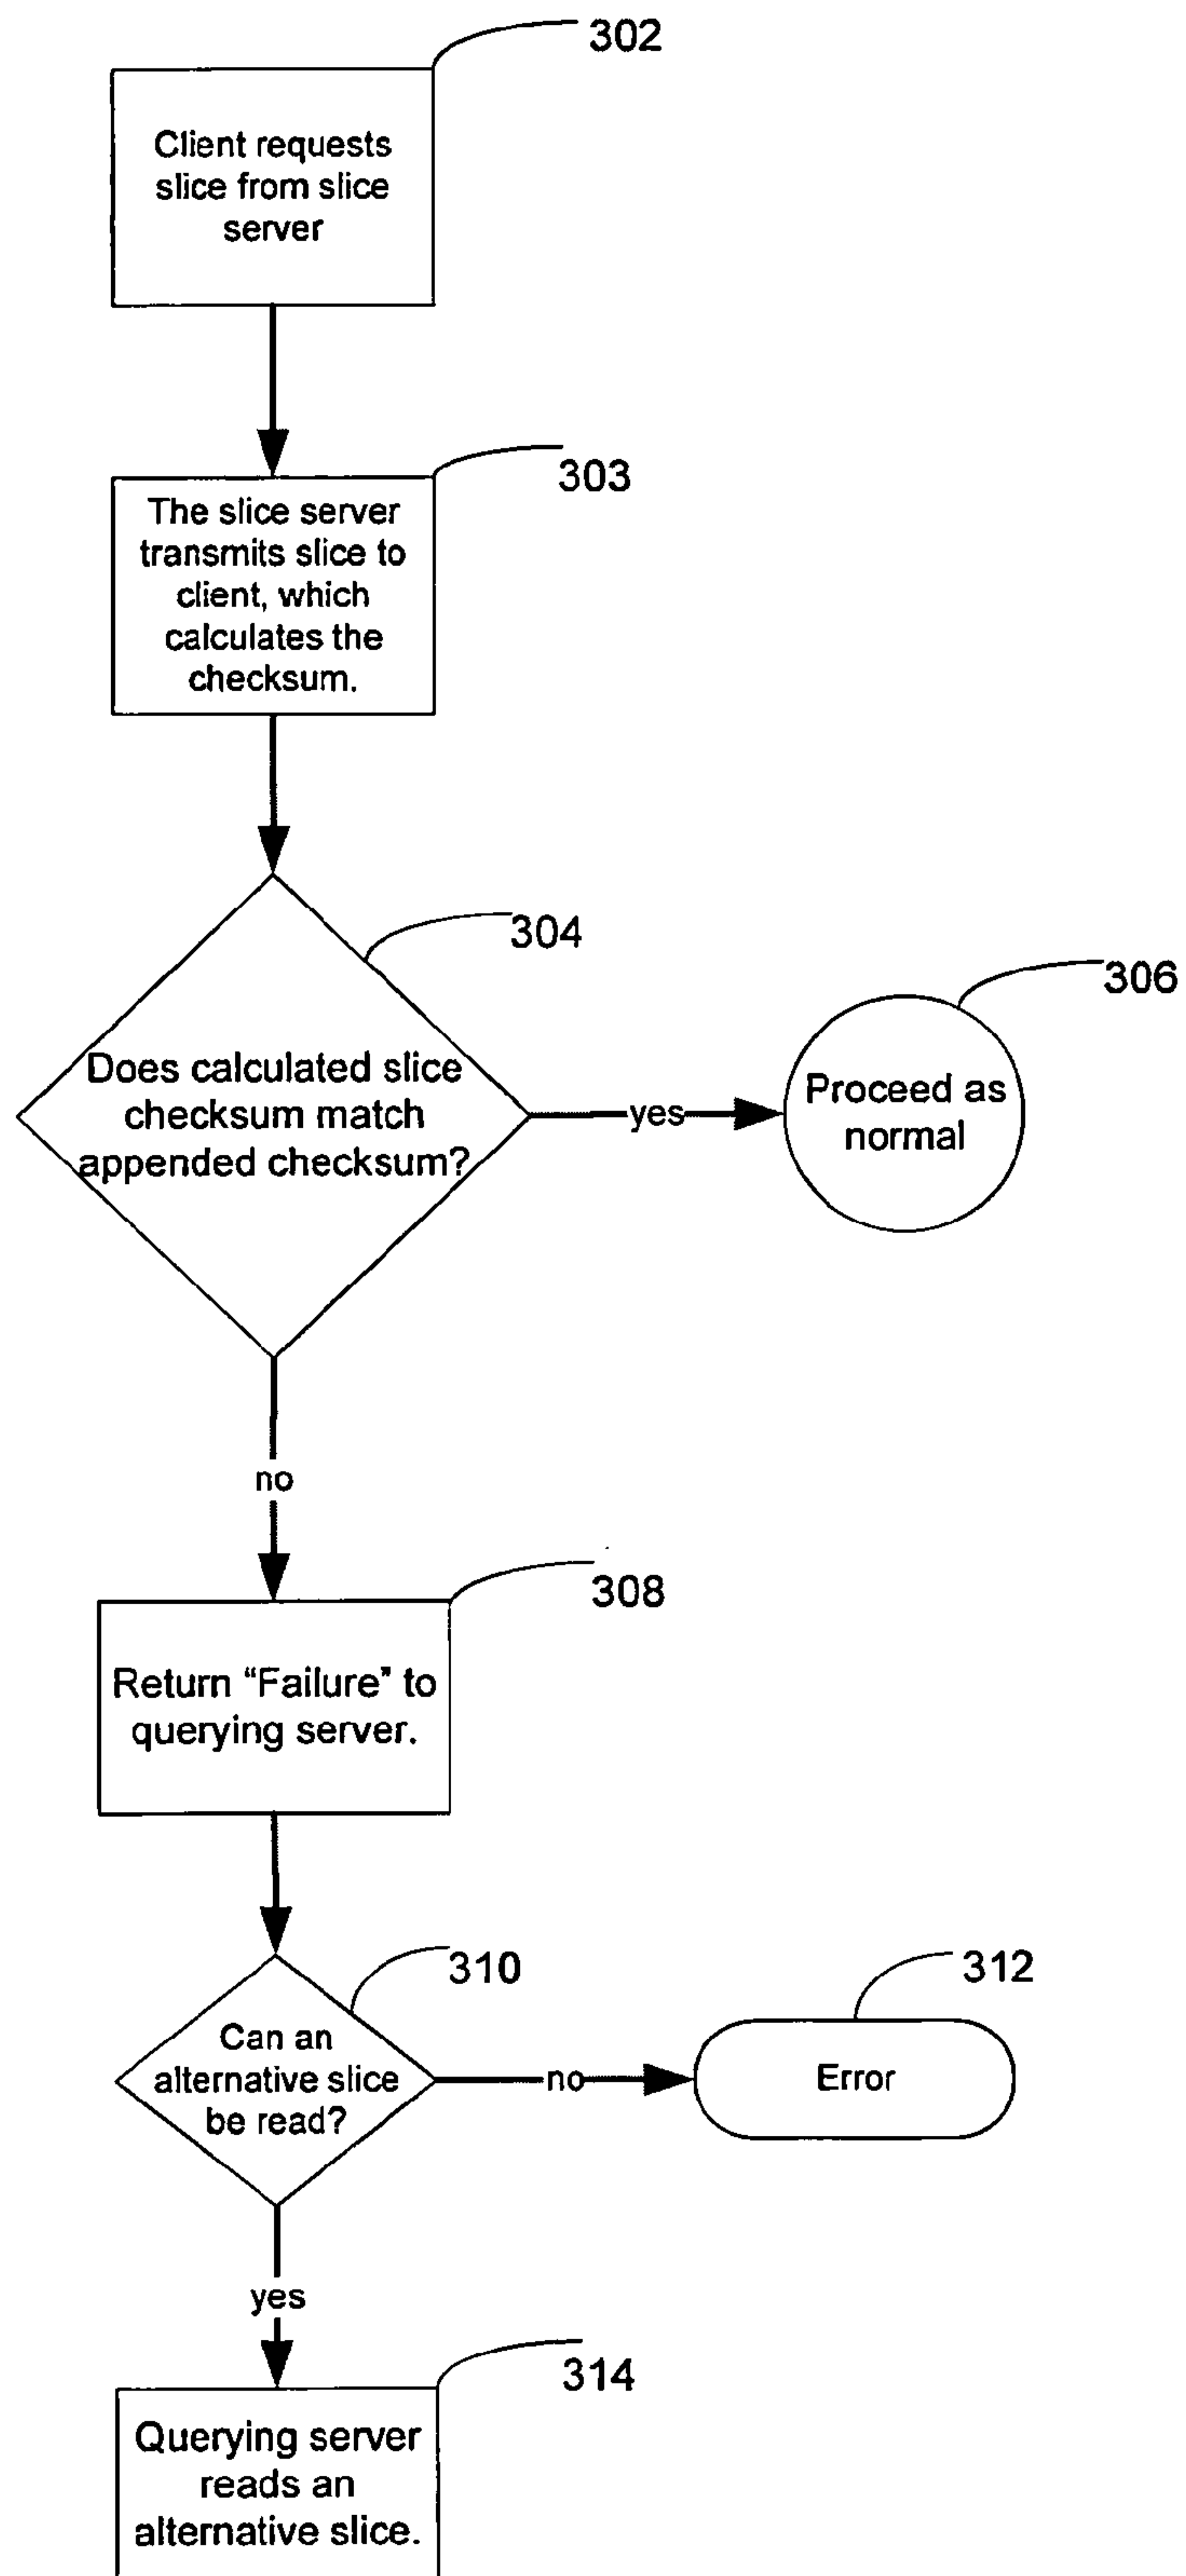 302
Client requests
slice from slice
server
303
The slice server
transmits slice to
client, which
calculates the
checksum.
304
Does calculated slice
checksum match
appended checksum?
yes
306
Proceed as
normal
no
308
Return “Failure” to
querying server.
310
Can an
alternative slice
be read?
no
312
Error
yes
314
Querying server
reads an
alternative slice.